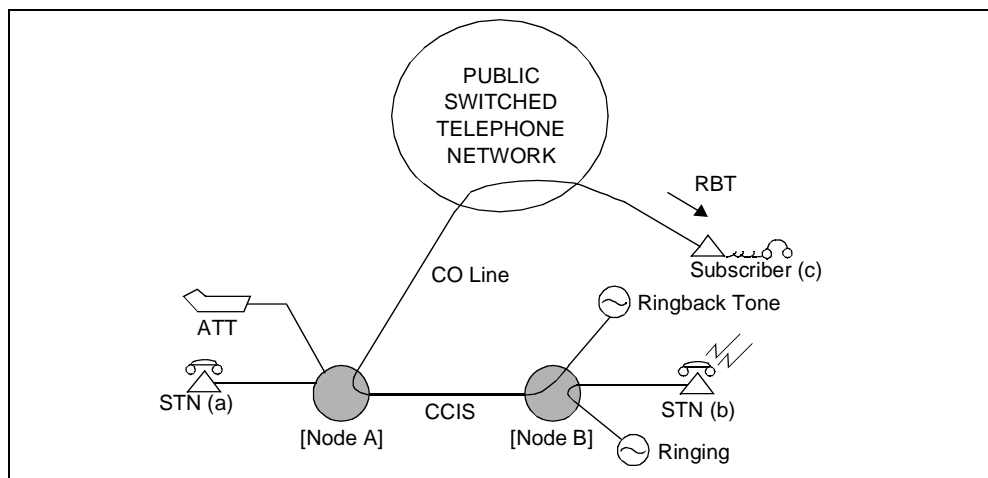 PUBLIC
SWITCHED
TELEPHONE
NETWORK
RBT
Subscriber (c)
CO Line
Ringback Tone
ATT
STN (a)
CCIS
STN (b)
[Node A]
[Node B]
Ringing